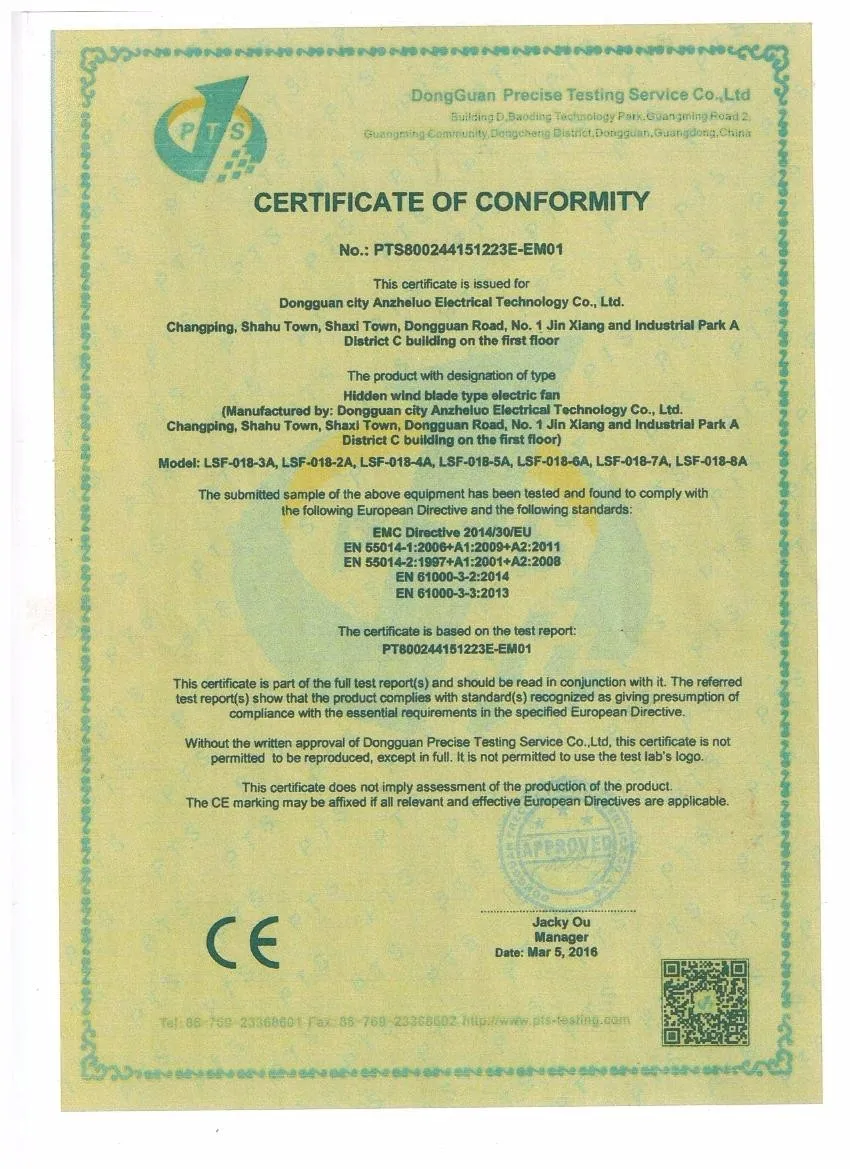 PTS
DongGuan Precise Testing Service Co.,Ltd
Building D,Baoding Technology Park,Guangming Road 2,
Guangming Community,Dongcheng District,Dongguan,Guangdong,China
CERTIFICATE OF CONFORMITY
No.: PTS800244151223E-EM01
This certificate is issued for
Dongguan city Anzheluo Electrical Technology Co., Ltd.
Changping, Shahu Town, Shaxi Town, Dongguan Road, No. 1 Jin Xiang and Industrial Park A
District C building on the first floor
The product with designation of type
Hidden wind blade type electric fan
(Manufactured by: Dongguan city Anzheluo Electrical Technology Co., Ltd.
Changping, Shahu Town, Shaxi Town, Dongguan Road, No. 1 Jin Xiang and Industrial Park A
District C building on the first floor)
Model: LSF-018-3A, LSF-018-2A, LSF-018-4A, LSF-018-5A, LSF-018-6A, LSF-018-7A, LSF-018-8A
The submitted sample of the above equipment has been tested and found to comply with
the following European Directive and the following standards:
EMC Directive 2014/30/EU
EN 55014-1:2006+A1:2009+A2:2011
EN 55014-2:1997+A1:2001+A2:2008
EN 61000-3-2:2014
EN 61000-3-3:2013
The certificate is based on the test report:
PT800244151223E-EM01
This certificate is part of the full test report(s) and should be read in conjunction with it. The referred
test report(s) show that the product complies with standard(s) recognized as giving presumption of
compliance with the essential requirements in the specified European Directive.
Without the written approval of Dongguan Precise Testing Service Co.,Ltd, this certificate is not
permitted to be reproduced, except in full. It is not permitted to use the test lab's logo.
This certificate does not imply assessment of the production of the product.
The CE marking may be affixed if all relevant and effective European Directives are applicable.
APPROVED
Jacky Ou
Manager
Date: Mar 5, 2016
CE
Tel: 86-769-23368601 Fax: 86-769-23368602 http://www.pts-testing.com